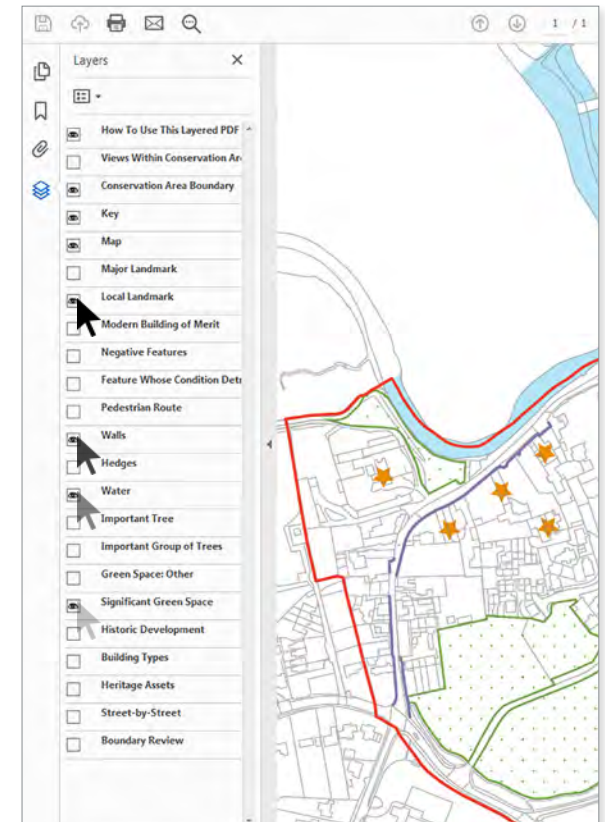 1 / 1
Layers
How To Use This Layered PDF
Views Within Conservation Are
Conservation Area Boundary
Key
Map
Major Landmark
Local Landmark
Modern Building of Merit
Negative Features
Feature Whose Condition Detr
Pedestrian Route
Walls
Hedges
Water
Important Tree
Important Group of Trees
Green Space: Other
Significant Green Space
Historic Development
Building Types
Heritage Assets
Street-by-Street
Boundary Review